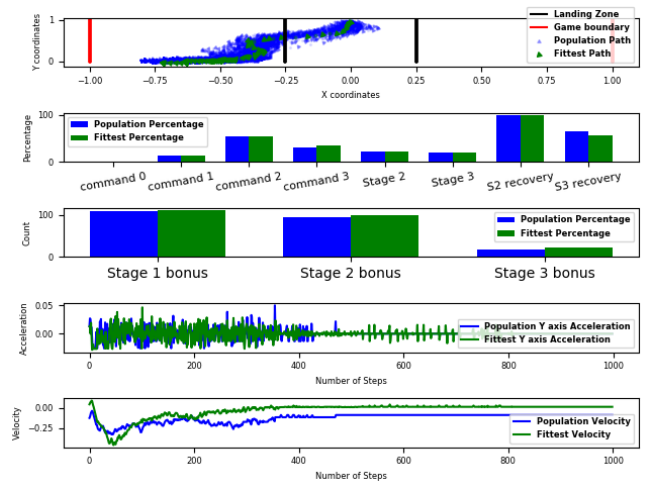 Landing Zone
Game boundary
Population Path
Fittest Path
Y coordinates
1
0
−1.00 −0.75 −0.50 −0.25 0.00 0.25 0.50 0.75 1.00
X coordinates
Population Percentage
Fittest Percentage
Percentage
100
0
command 0 command 1 command 2 command 3 Stage 2 Stage 3 S2 recovery S3 recovery
Population Percentage
Fittest Percentage
Count
100
0
Stage 1 bonus Stage 2 bonus Stage 3 bonus
Acceleration
0.05
0.00
Population Y axis Acceleration
Fittest Y axis Acceleration
0 200 400 600 800 1000
Number of Steps
Velocity
0.00
−0.25
Population Velocity
Fittest Velocity
0 200 400 600 800 1000
Number of Steps